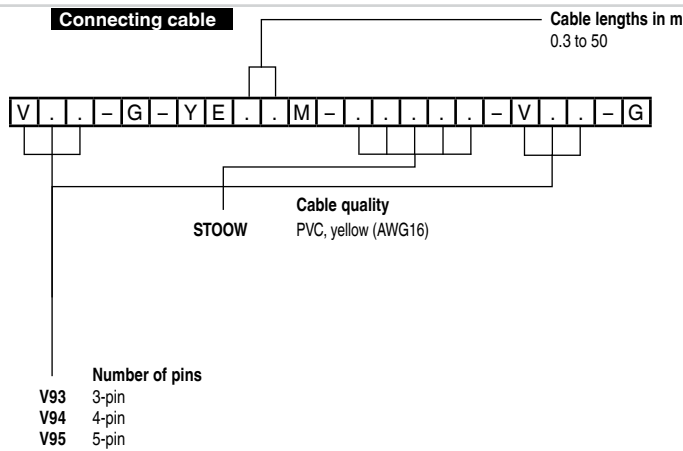 Connecting cable
Cable lengths in m
0.3 to 50
V . . – G – Y E . . M – . . . . . – V . . – G
Cable quality
STOOW PVC, yellow (AWG16)
Number of pins
V93 3-pin
V94 4-pin
V95 5-pin